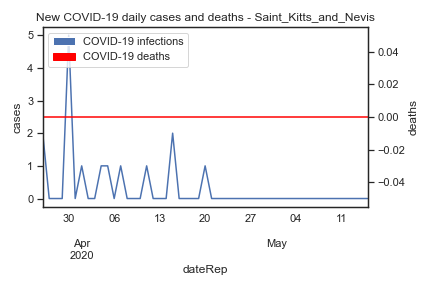 New COVID-19 daily cases and deaths - Saint_Kitts_and_Nevis
COVID-19 infections
COVID-19 deaths
5
4
3
2
1
0
cases
0.04
0.02
0.00
−0.02
−0.04
deaths
30 06 13 20 27 04 11
Apr May
2020
dateRep